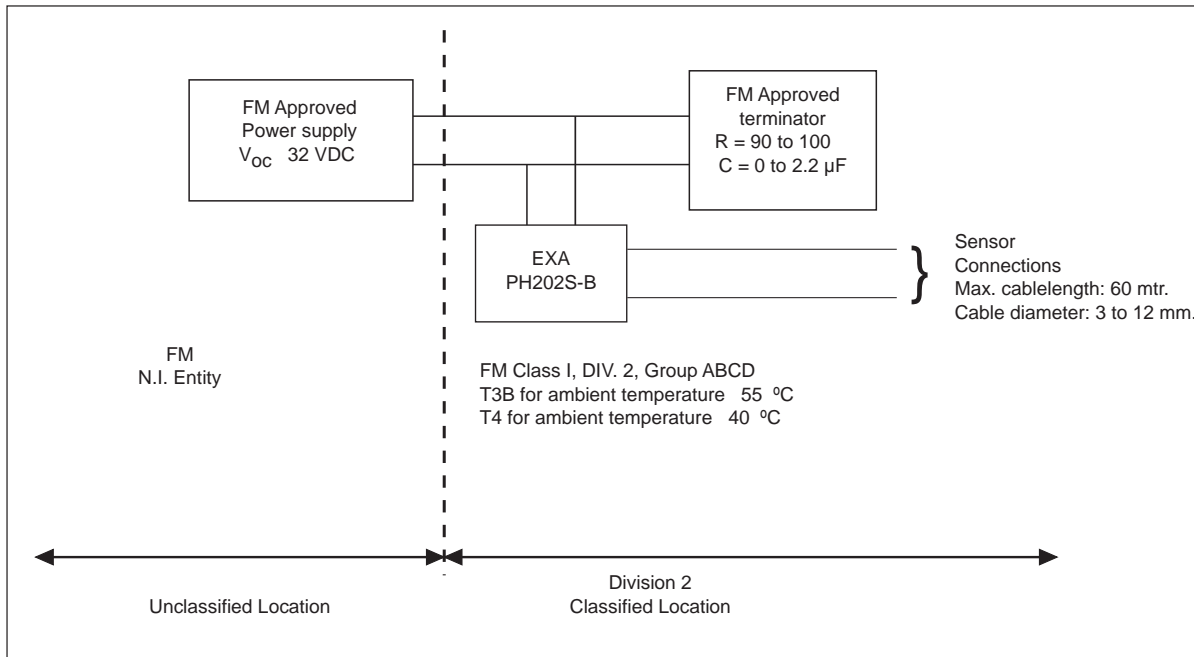 FM Approved
Power supply
Voc 32 VDC
FM Approved
terminator
R = 90 to 100
C = 0 to 2.2 µF
EXA
PH202S-B
}
Sensor
Connections
Max. cablelength: 60 mtr.
Cable diameter: 3 to 12 mm.
FM
N.I. Entity
FM Class I, DIV. 2, Group ABCD
T3B for ambient temperature 55 ºC
T4 for ambient temperature 40 ºC
Unclassified Location
Division 2
Classified Location